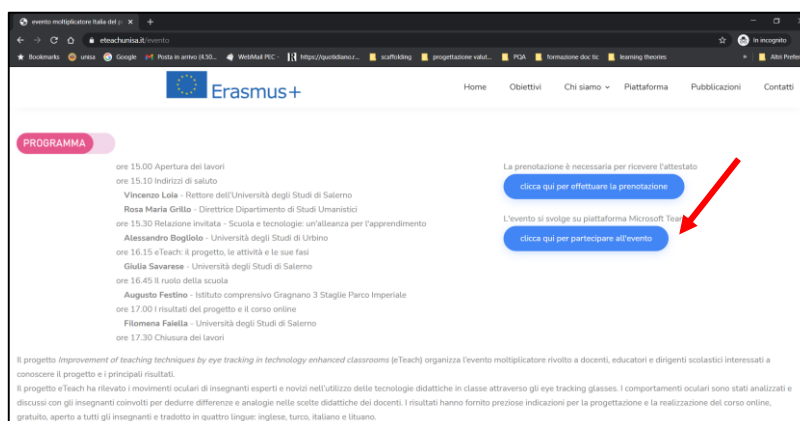 evento moltiplicatore Italia del p
eteachunisa.it/evento
In incognito
Bookmarks
unisa
Google
Posta in arrivo (4.50...
WebMail PEC -
https://quotidiano.r...
scaffolding
progettazione valut...
PQA
formazione doc tic
learning theories
»
Altri Prefer
Erasmus+
Home
Obiettivi
Chi siamo
Piattaforma
Pubblicazioni
Contatti
PROGRAMMA
ore 15.00 Apertura dei lavori
ore 15.10 Indirizzi di saluto
Vincenzo Loia - Rettore dell'Università degli Studi di Salerno
Rosa Maria Grillo - Direttrice Dipartimento di Studi Umanistici
ore 15.30 Relazione invitata - Scuola e tecnologie: un'alleanza per l'apprendimento
Alessandro Bogliolo - Università degli Studi di Urbino
ore 16.15 eTeach: il progetto, le attività e le sue fasi
Giulia Savarese - Università degli Studi di Salerno
ore 16.45 Il ruolo della scuola
Augusto Festino - Istituto comprensivo Gragnano 3 Staglie Parco Imperiale
ore 17.00 I risultati del progetto e il corso online
Filomena Faiella - Università degli Studi di Salerno
ore 17.30 Chiusura dei lavori
La prenotazione è necessaria per ricevere l'attestato
clicca qui per effettuare la prenotazione
L'evento si svolge su piattaforma Microsoft Team
clicca qui per partecipare all'evento
Il progetto Improvement of teaching techniques by eye tracking in technology enhanced classrooms (eTeach) organizza l'evento moltiplicatore rivolto a docenti, educatori e dirigenti scolastici interessati a
conoscere il progetto e i principali risultati.
Il progetto eTeach ha rilevato i movimenti oculari di insegnanti esperti e novizi nell'utilizzo delle tecnologie didattiche in classe attraverso gli eye tracking glasses. I comportamenti oculari sono stati analizzati e
discussi con gli insegnanti coinvolti per dedurre differenze e analogie nelle scelte didattiche dei docenti. I risultati hanno fornito preziose indicazioni per la progettazione e la realizzazione del corso online,
gratuito, aperto a tutti gli insegnanti e tradotto in quattro lingue: inglese, turco, italiano e lituano.